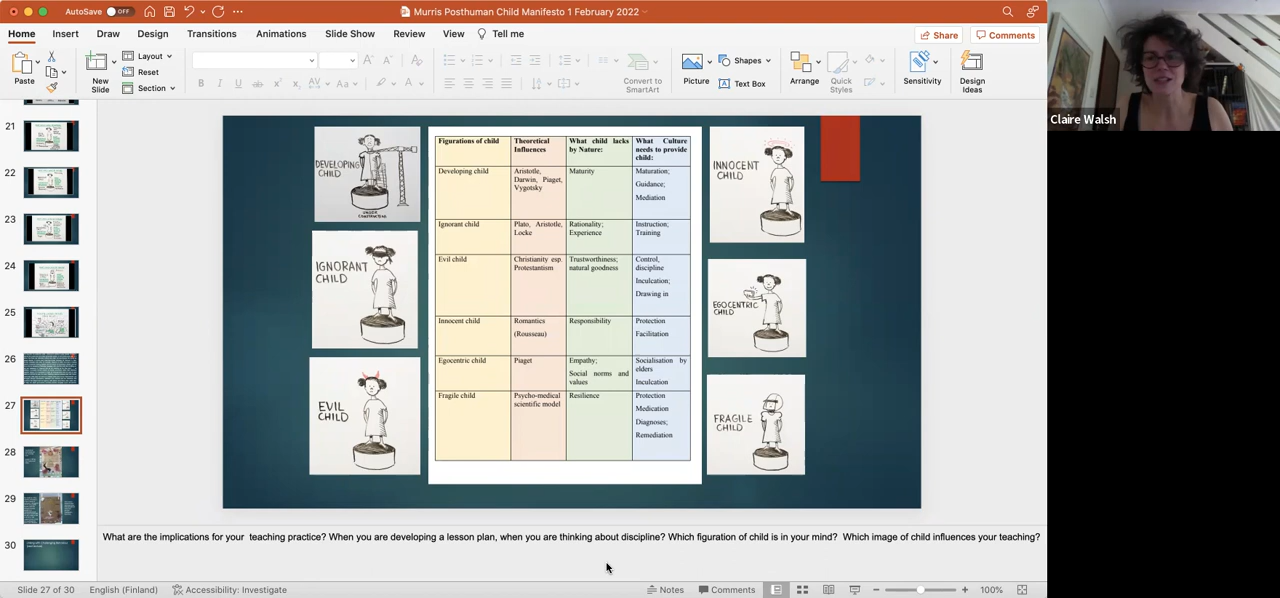 AutoSave OFF
Murris Posthuman Child Manifesto 1 February 2022
Home Insert Draw Design Transitions Animations Slide Show Review View Tell me
Share Comments
Paste
New Slide
Layout
Reset
Section
Convert to SmartArt
Picture
Shapes
Text Box
Arrange
Quick Styles
Sensitivity
Design Ideas
Claire Walsh
21
22
23
24
25
26
27
28
29
30
DEVELOPING CHILD
UNDER CONSTRUCTION
IGNORANT CHILD
EVIL CHILD
Figurations of child
Theoretical Influences
What child lacks by Nature:
What Culture needs to provide child:
Developing child
Aristotle, Darwin, Piaget, Vygotsky
Maturity
Maturation;
Guidance;
Mediation
Ignorant child
Plato, Aristotle, Locke
Rationality; Experience
Instruction; Training
Evil child
Christianity esp. Protestantism
Trustworthiness; natural goodness
Control, discipline
Inculcation;
Drawing in
Innocent child
Romantics
(Rousseau)
Responsibility
Protection
Facilitation
Egocentric child
Piaget
Empathy;
Social norms and values
Socialisation by elders
Inculcation
Fragile child
Psycho-medical scientific model
Resilience
Protection
Medication
Diagnoses;
Remediation
INNOCENT CHILD
EGOCENTRIC CHILD
FRAGILE CHILD
What are the implications for your teaching practice? When you are developing a lesson plan, when you are thinking about discipline? Which figuration of child is in your mind? Which image of child influences your teaching?
Slide 27 of 30 English (Finland) Accessibility: Investigate Notes Comments 100%